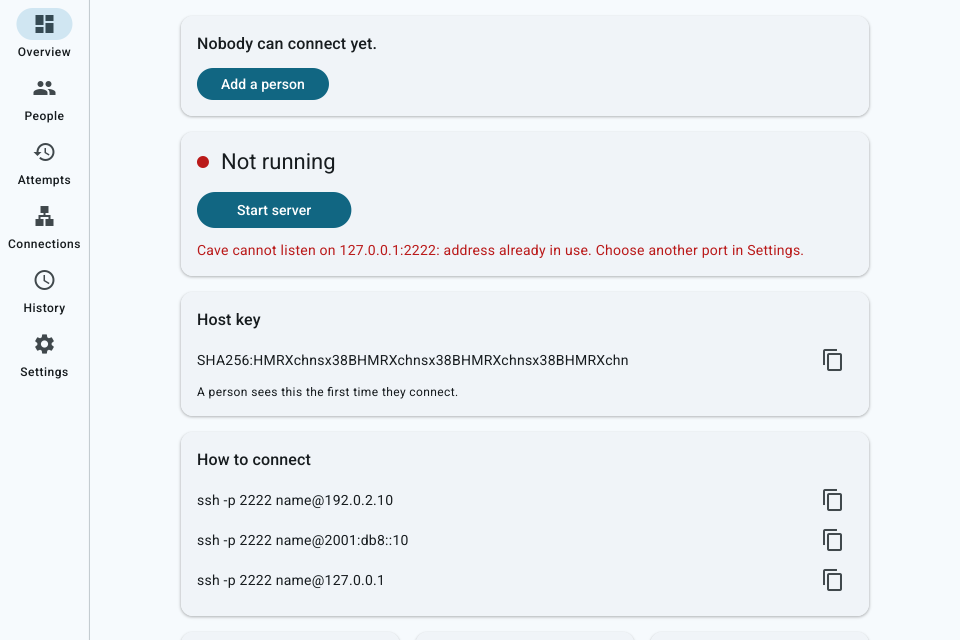 Overview
People
Attempts
Connections
History
Settings
Nobody can connect yet.
Add a person
Not running
Start server
Cave cannot listen on 127.0.0.1:2222: address already in use. Choose another port in Settings.
Host key
SHA256:HMRXchnsx38BHMRXchnsx38BHMRXchnsx38BHMRXchn
A person sees this the first time they connect.
How to connect
ssh -p 2222 name@192.0.2.10
ssh -p 2222 name@2001:db8::10
ssh -p 2222 name@127.0.0.1